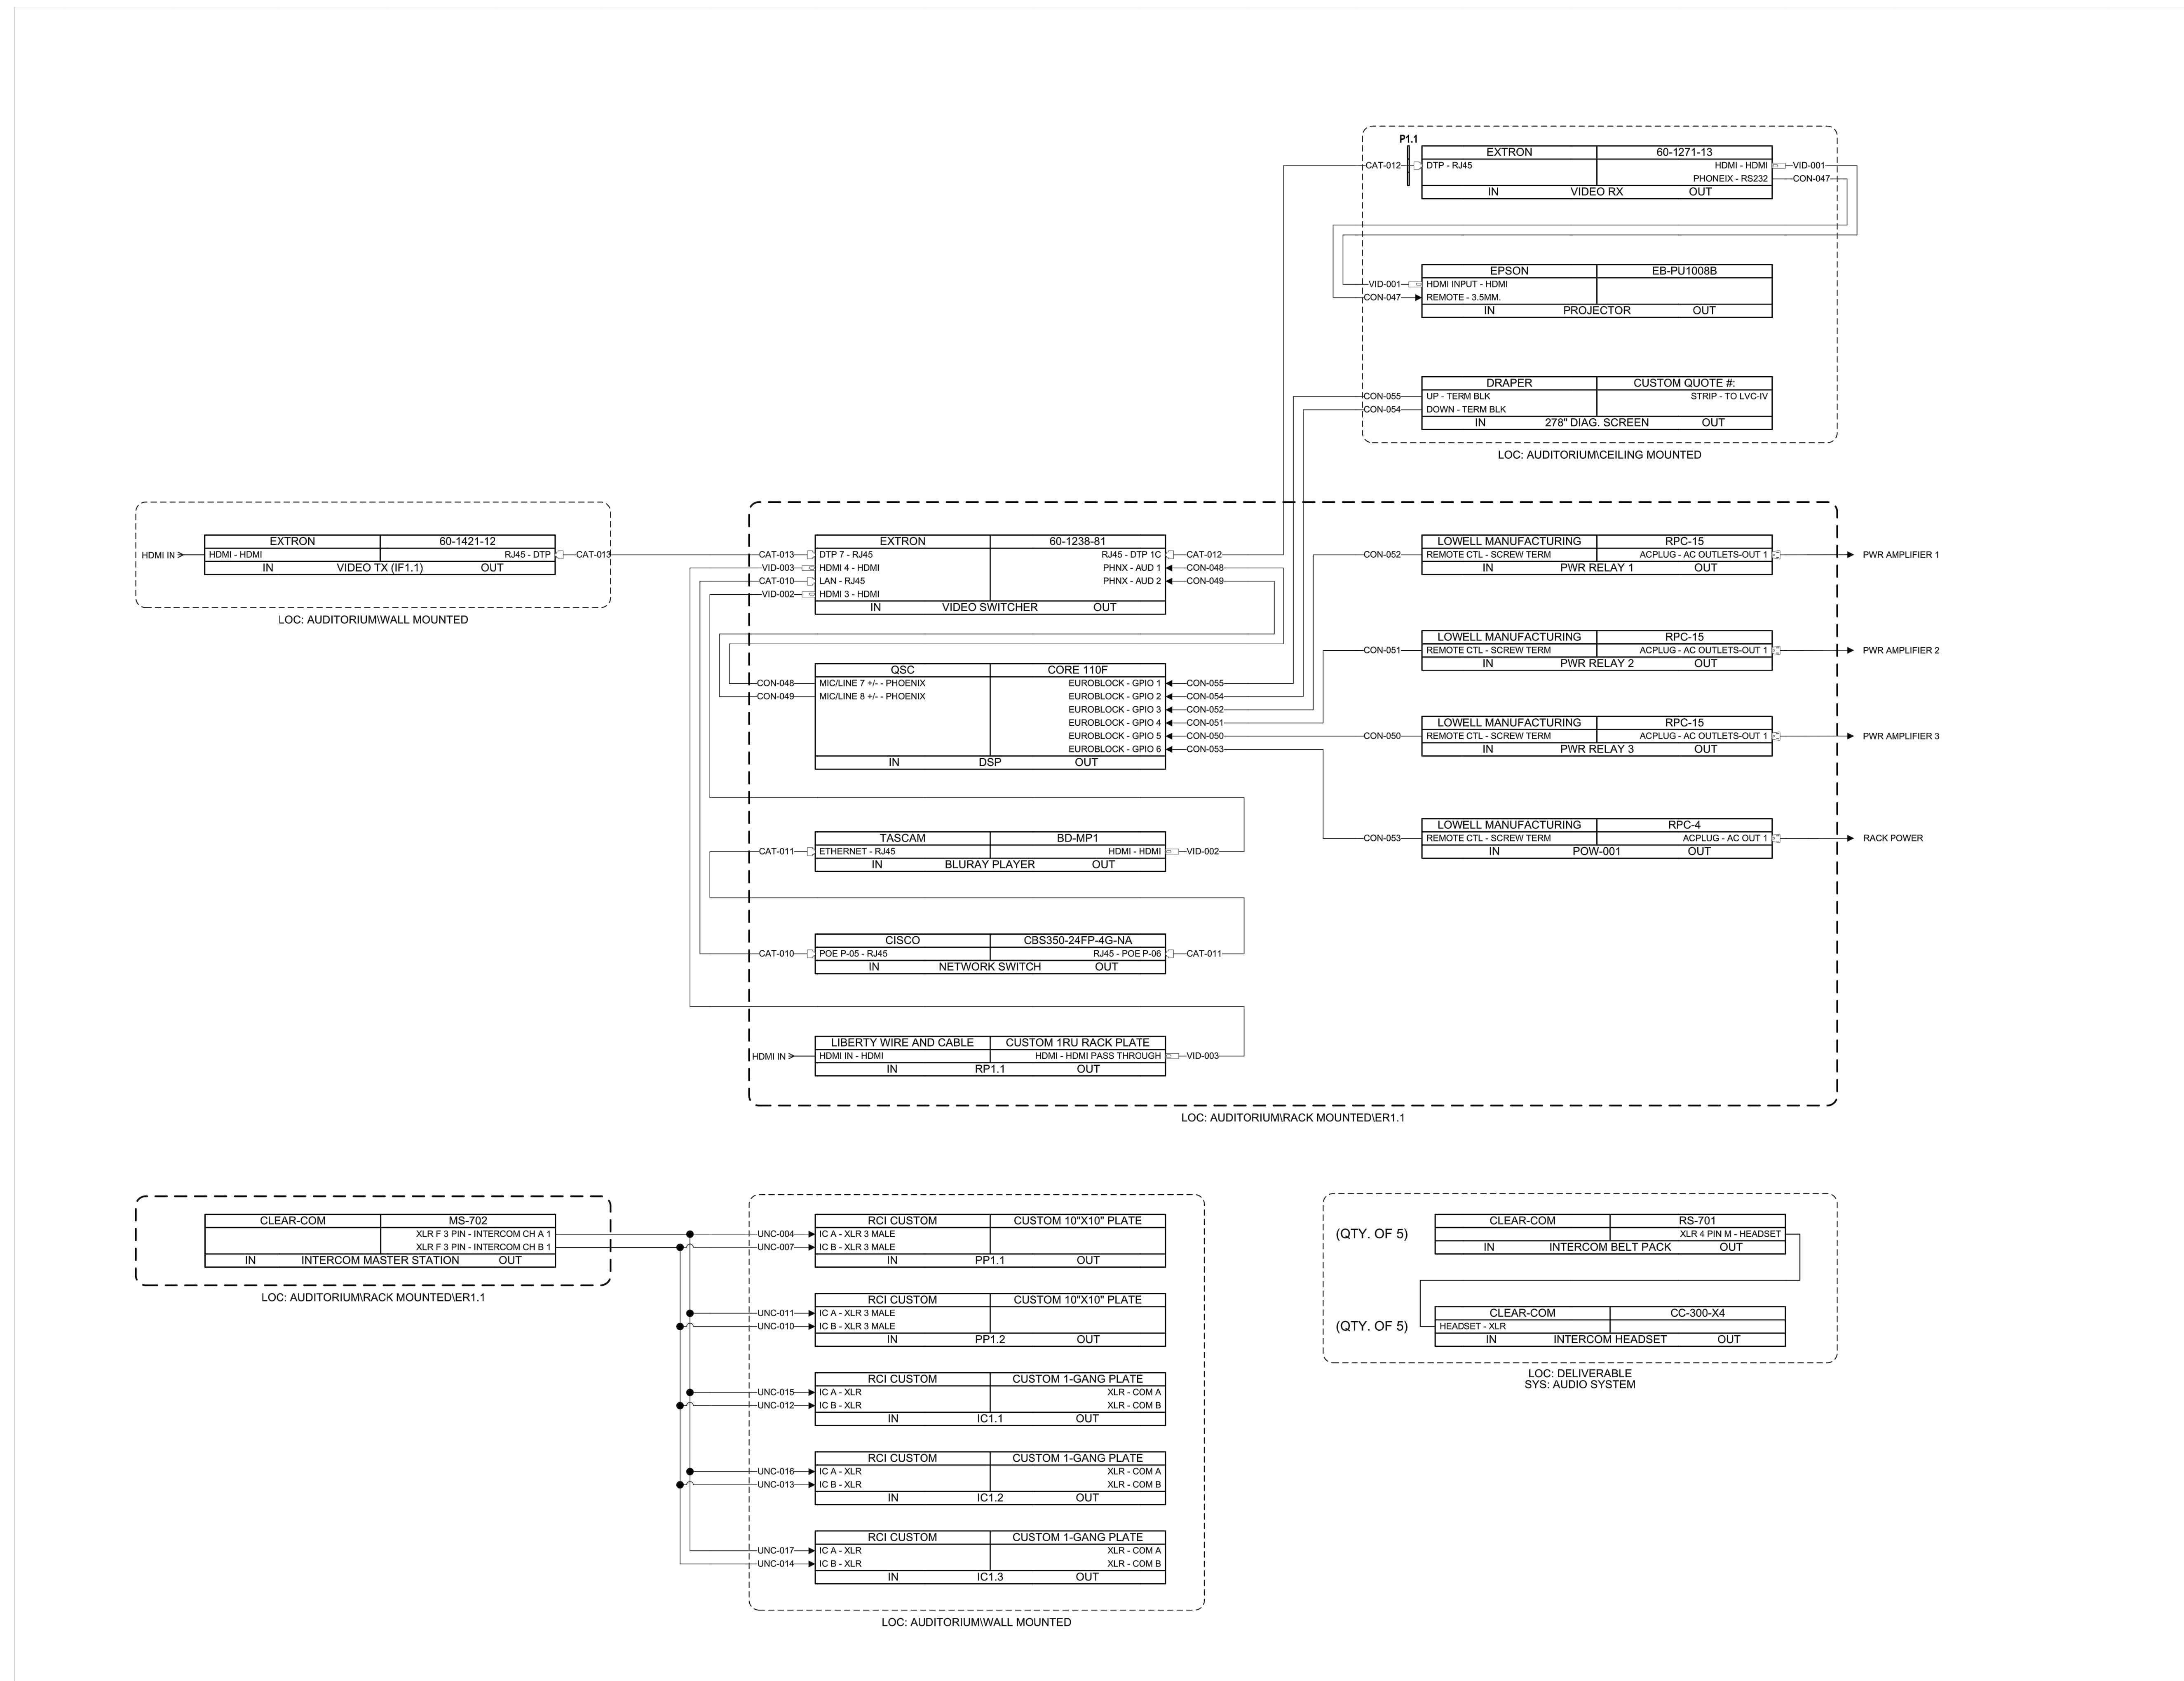 P1.1
EXTRON 60-1271-13
CAT-012 DTP - RJ45 HDMI - HDMI VID-001
PHONEIX - RS232 CON-047
IN VIDEO RX OUT
EPSON EB-PU1008B
VID-001 HDMI INPUT - HDMI
CON-047 REMOTE - 3.5MM.
IN PROJECTOR OUT
DRAPER CUSTOM QUOTE #:
CON-055 UP - TERM BLK STRIP - TO LVC-IV
CON-054 DOWN - TERM BLK
IN 278" DIAG. SCREEN OUT
LOC: AUDITORIUM\CEILING MOUNTED
EXTRON 60-1421-12
HDMI IN HDMI - HDMI RJ45 - DTP CAT-013
IN VIDEO TX (IF1.1) OUT
LOC: AUDITORIUM\WALL MOUNTED
EXTRON 60-1238-81
CAT-013 DTP 7 - RJ45 RJ45 - DTP 1C CAT-012
VID-003 HDMI 4 - HDMI PHNX - AUD 1 CON-048
CAT-010 LAN - RJ45 PHNX - AUD 2 CON-049
VID-002 HDMI 3 - HDMI
IN VIDEO SWITCHER OUT
QSC CORE 110F
CON-048 MIC/LINE 7 +/- - PHOENIX EUROBLOCK - GPIO 1 CON-055
CON-049 MIC/LINE 8 +/- - PHOENIX EUROBLOCK - GPIO 2 CON-054
EUROBLOCK - GPIO 3 CON-052
EUROBLOCK - GPIO 4 CON-051
EUROBLOCK - GPIO 5 CON-050
EUROBLOCK - GPIO 6 CON-053
IN DSP OUT
TASCAM BD-MP1
CAT-011 ETHERNET - RJ45 HDMI - HDMI VID-002
IN BLURAY PLAYER OUT
CISCO CBS350-24FP-4G-NA
CAT-010 POE P-05 - RJ45 RJ45 - POE P-06 CAT-011
IN NETWORK SWITCH OUT
LIBERTY WIRE AND CABLE CUSTOM 1RU RACK PLATE
HDMI IN HDMI IN - HDMI HDMI - HDMI PASS THROUGH VID-003
IN RP1.1 OUT
LOWELL MANUFACTURING RPC-15
CON-052 REMOTE CTL - SCREW TERM ACPLUG - AC OUTLETS-OUT 1 PWR AMPLIFIER 1
IN PWR RELAY 1 OUT
LOWELL MANUFACTURING RPC-15
CON-051 REMOTE CTL - SCREW TERM ACPLUG - AC OUTLETS-OUT 1 PWR AMPLIFIER 2
IN PWR RELAY 2 OUT
LOWELL MANUFACTURING RPC-15
CON-050 REMOTE CTL - SCREW TERM ACPLUG - AC OUTLETS-OUT 1 PWR AMPLIFIER 3
IN PWR RELAY 3 OUT
LOWELL MANUFACTURING RPC-4
CON-053 REMOTE CTL - SCREW TERM ACPLUG - AC OUT 1 RACK POWER
IN POW-001 OUT
LOC: AUDITORIUM\RACK MOUNTED\ER1.1
CLEAR-COM MS-702
XLR F 3 PIN - INTERCOM CH A 1
XLR F 3 PIN - INTERCOM CH B 1
IN INTERCOM MASTER STATION OUT
LOC: AUDITORIUM\RACK MOUNTED\ER1.1
RCI CUSTOM CUSTOM 10"X10" PLATE
UNC-004 IC A - XLR 3 MALE
UNC-007 IC B - XLR 3 MALE
IN PP1.1 OUT
RCI CUSTOM CUSTOM 10"X10" PLATE
UNC-011 IC A - XLR 3 MALE
UNC-010 IC B - XLR 3 MALE
IN PP1.2 OUT
RCI CUSTOM CUSTOM 1-GANG PLATE
UNC-015 IC A - XLR XLR - COM A
UNC-012 IC B - XLR XLR - COM B
IN IC1.1 OUT
RCI CUSTOM CUSTOM 1-GANG PLATE
UNC-016 IC A - XLR XLR - COM A
UNC-013 IC B - XLR XLR - COM B
IN IC1.2 OUT
RCI CUSTOM CUSTOM 1-GANG PLATE
UNC-017 IC A - XLR XLR - COM A
UNC-014 IC B - XLR XLR - COM B
IN IC1.3 OUT
LOC: AUDITORIUM\WALL MOUNTED
CLEAR-COM RS-701
(QTY. OF 5) XLR 4 PIN M - HEADSET
IN INTERCOM BELT PACK OUT
CLEAR-COM CC-300-X4
(QTY. OF 5) HEADSET - XLR
IN INTERCOM HEADSET OUT
LOC: DELIVERABLE
SYS: AUDIO SYSTEM